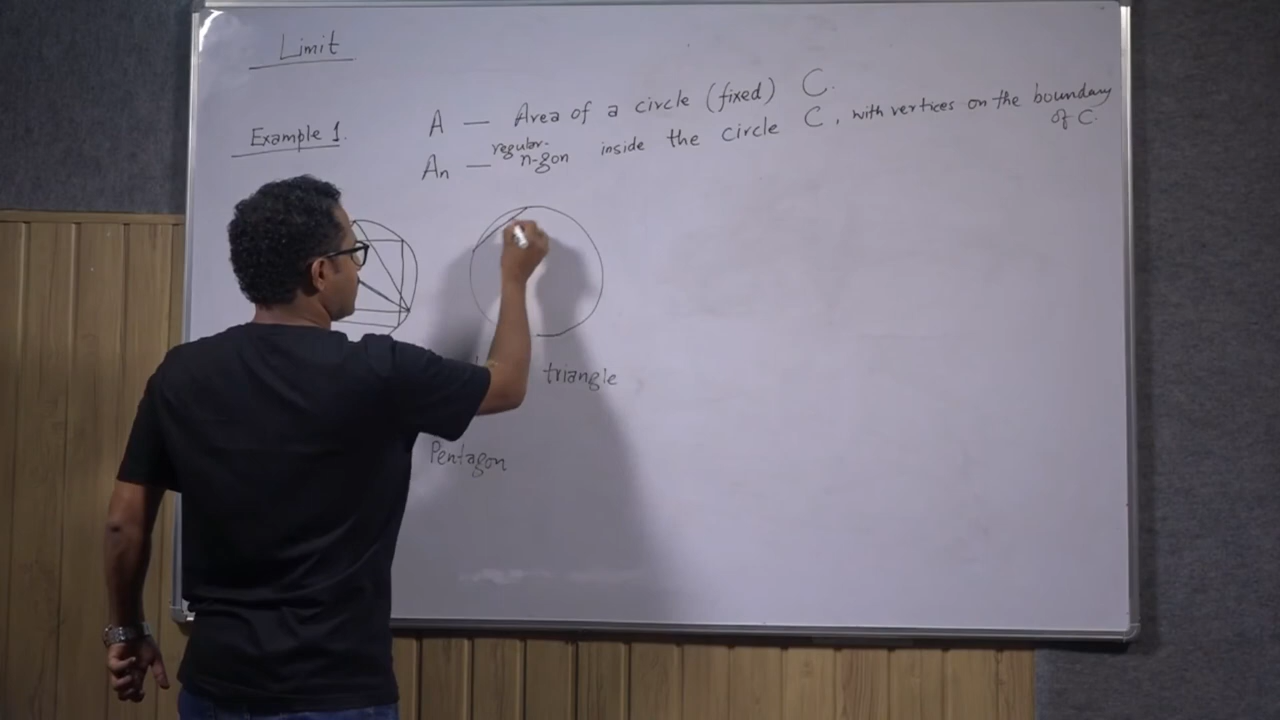 Limit
Example 1.
A — Area of a circle (fixed) C.
An — regular n-gon inside the circle C, with vertices on the boundary of C.
triangle
Pentagon